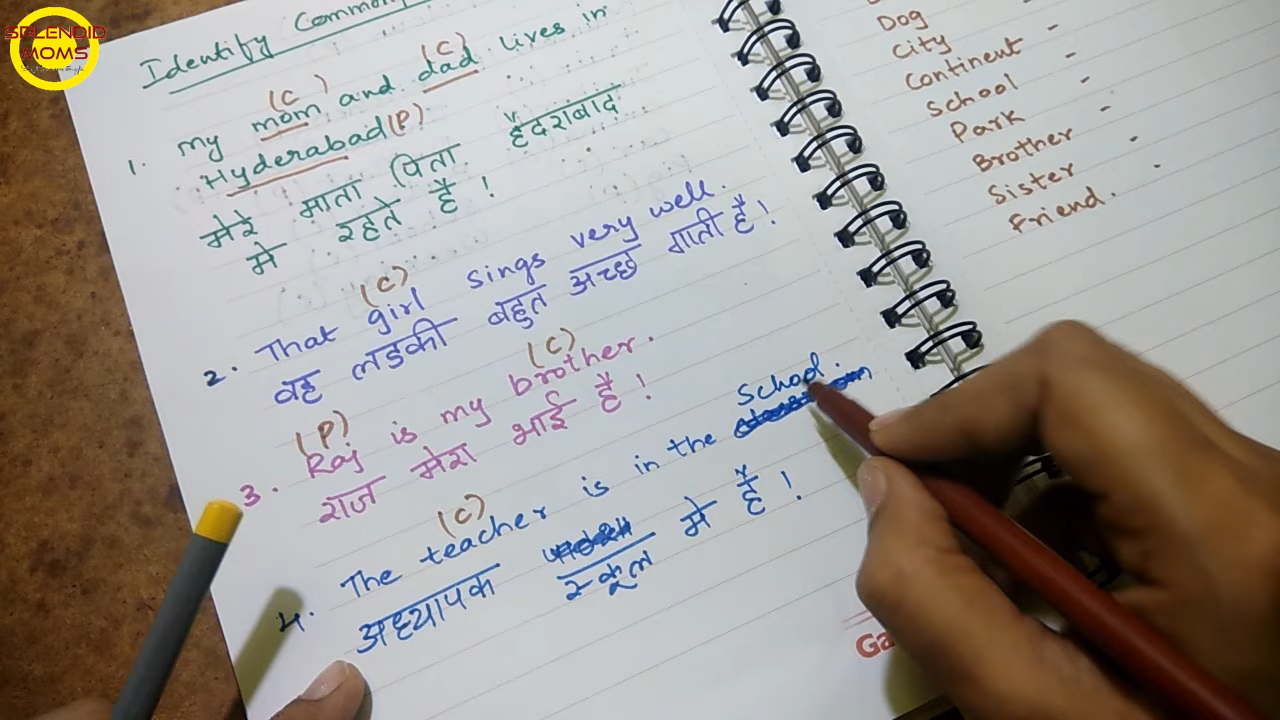 SPLENDID
MOMS
Identify Common
(C) (C)
1. My mom and dad lives in
Hyderabad (P)
मेरे माता पिता हैदराबाद
मे रहते है !
(C)
2. That girl sings very well.
वह लडकी बहुत अच्छे गाती है !
(P) (C)
3. Raj is my brother.
राज मेरा भाई है !
(C)
4. The teacher is in the School.
अध्यापक स्कूल मे है !
Dog
City
Continent -
School -
Park -
Brother -
Sister -
Friend. -
Ga